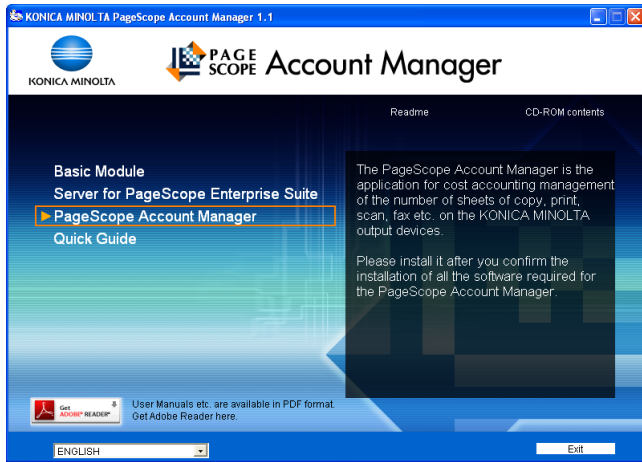 KONICA MINOLTA PageScope Account Manager 1.1
KONICA MINOLTA
PAGE SCOPE Account Manager
Readme
CD-ROM contents
Basic Module
Server for PageScope Enterprise Suite
PageScope Account Manager
Quick Guide
The PageScope Account Manager is the
application for cost accounting management
of the number of sheets of copy, print,
scan, fax etc. on the KONICA MINOLTA
output devices.
Please install it after you confirm the
installation of all the software required for
the PageScope Account Manager.
Get
ADOBE® READER®
User Manuals etc. are available in PDF format.
Get Adobe Reader here.
ENGLISH
Exit